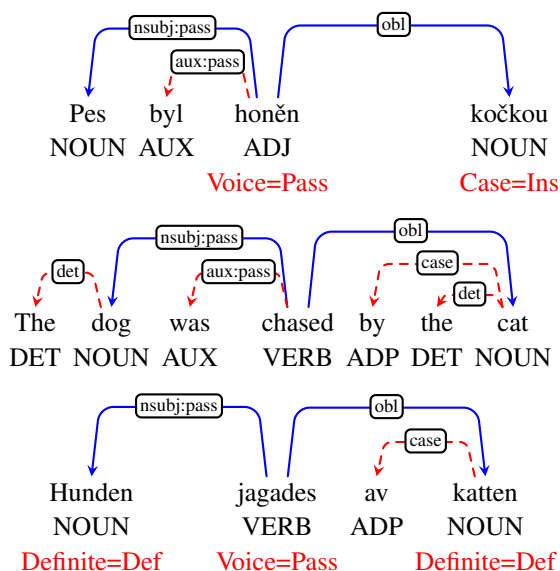 nsubj:pass obl
aux:pass
Pes byl honěn kočkou
NOUN AUX ADJ NOUN
Voice=Pass Case=Ins
nsubj:pass obl
det aux:pass case
det
The dog was chased by the cat
DET NOUN AUX VERB ADP DET NOUN
nsubj:pass obl
case
Hunden jagades av katten
NOUN VERB ADP NOUN
Definite=Def Voice=Pass Definite=Def